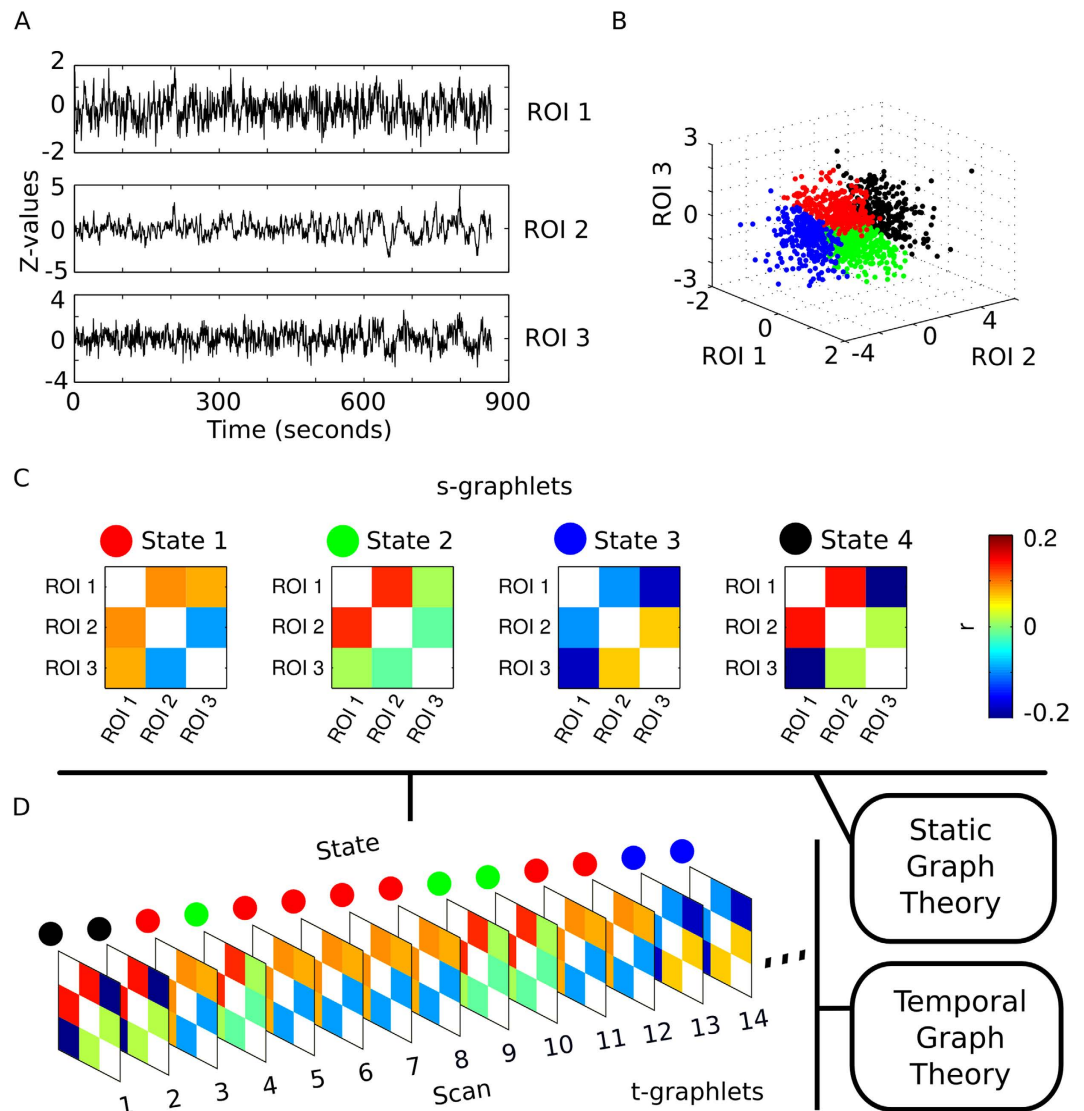 A
2
0
-2
ROI 1
5
0
-5
ROI 2
4
0
-4
ROI 3
Z-values
0
300
600
900
Time (seconds)
B
3
0
-3
ROI 3
-2
0
2
ROI 1
-4
0
4
ROI 2
C
s-graphlets
State 1
State 2
State 3
State 4
ROI 1
ROI 2
ROI 3
ROI 1
ROI 2
ROI 3
ROI 1
ROI 2
ROI 3
ROI 1
ROI 2
ROI 3
ROI 1
ROI 2
ROI 3
ROI 1
ROI 2
ROI 3
ROI 1
ROI 2
ROI 3
ROI 1
ROI 2
ROI 3
0.2
0
-0.2
r
D
State
1
2
3
4
5
6
7
8
9
10
11
12
13
14
Scan
t-graphlets
Static
Graph
Theory
Temporal
Graph
Theory